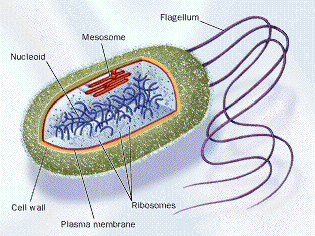 Flagellum
Mesosome
Nucleoid
Cell wall
Ribosomes
Plasma membrane